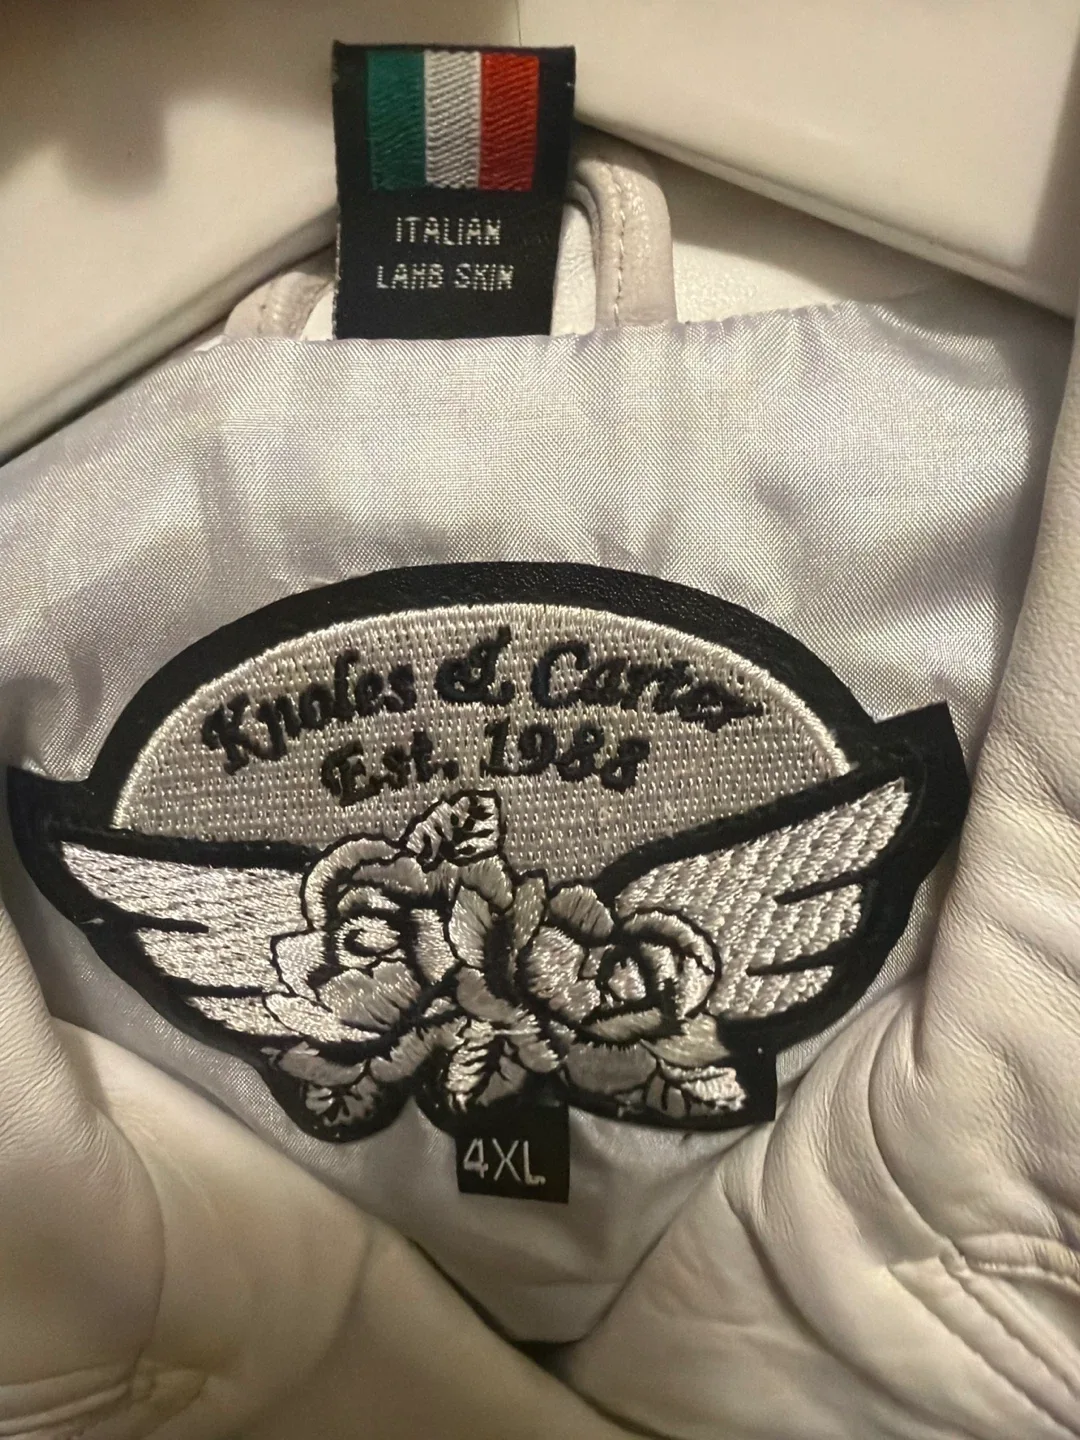 ITALIAN
LAMB SKIN
Knoles & Carter
Est. 1988
4XL